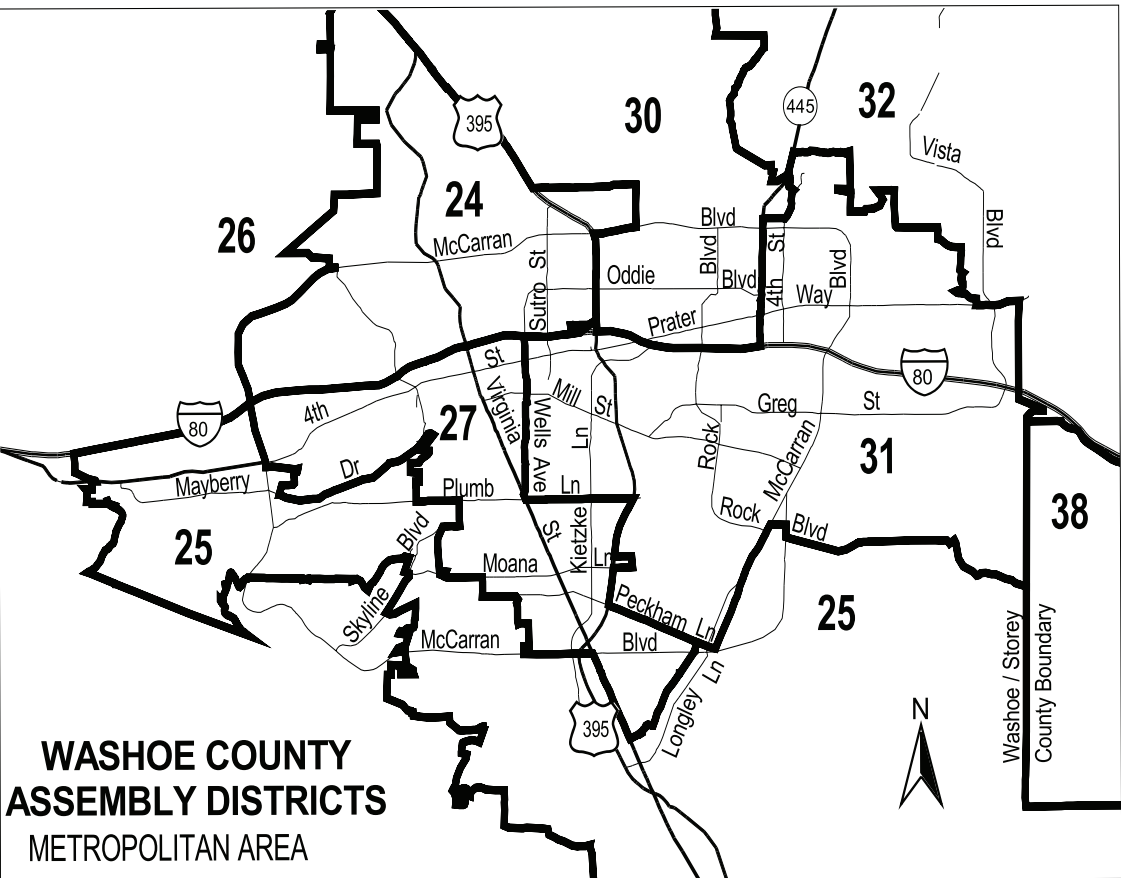 30
32
445
395
Vista
Blvd
24
26
Blvd
McCarran
St
Blvd
St
Blvd
Oddie
Blvd
Sutro
4th
Way
Prater
St
80
Virginia
Mill St
Greg St
80
4th
27
Wells Ave
Ln
Rock
McCarran
31
Dr
Mayberry
Plumb Ln
38
Rock Blvd
25
Blvd
St
Kietzke
Moana Ln
Skyline
Peckham Ln
25
McCarran Blvd
Washoe / Storey
County Boundary
Longley Ln
395
N
WASHOE COUNTY
ASSEMBLY DISTRICTS
METROPOLITAN AREA